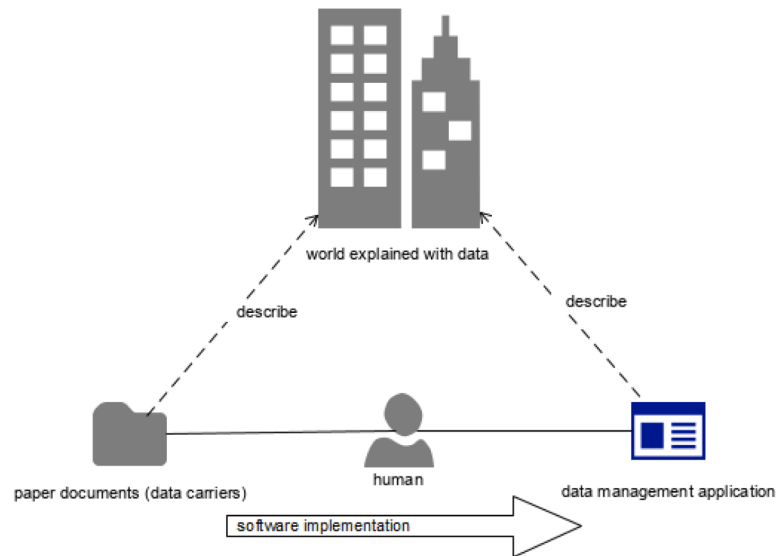 world explained with data
describe
describe
human
paper documents (data carriers)
data management application
software implementation